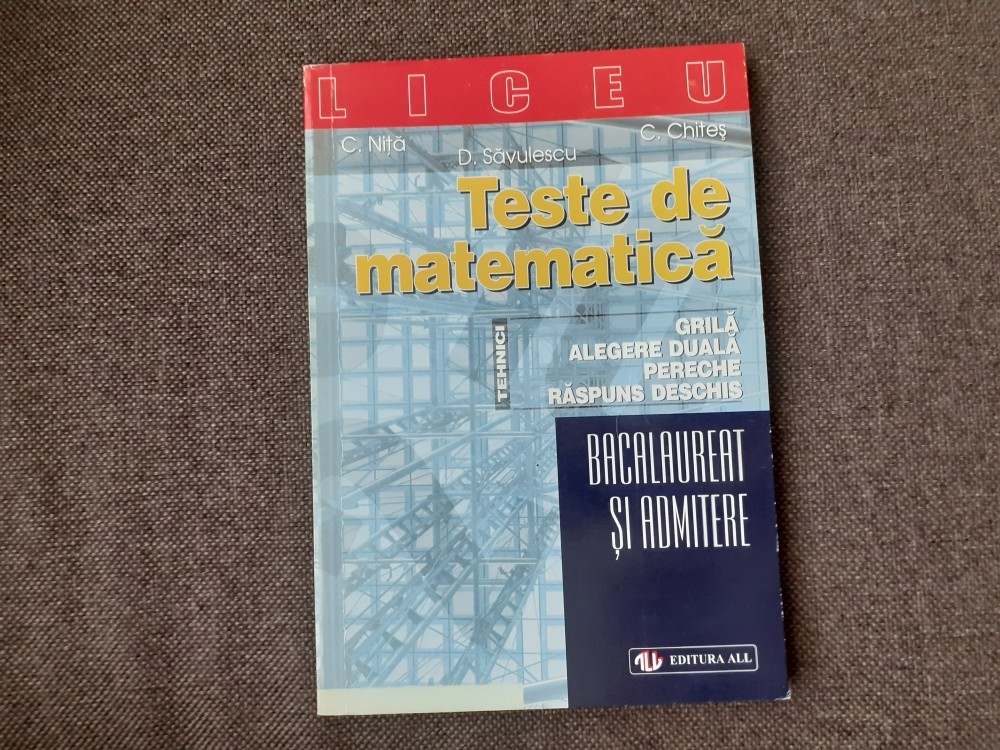 LICEU
C. Niță
D. Săvulescu
C. Chiteș
Teste de
matematică
TEHNICI
GRILĂ
ALEGERE DUALĂ
PERECHE
RĂSPUNS DESCHIS
BACALAUREAT
ȘI ADMITERE
ALL EDITURA ALL